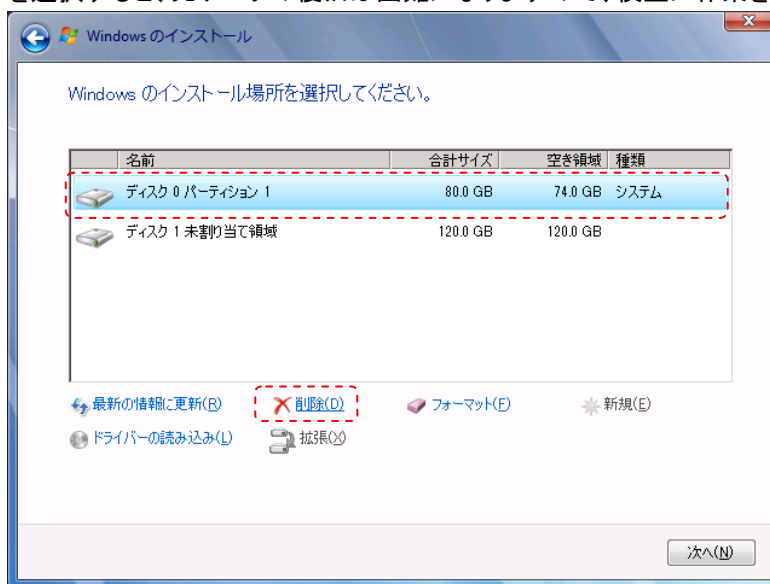 Windows のインストール
Windows のインストール場所を選択してください。
名前 合計サイズ 空き領域 種類
ディスク 0 パーティション 1 80.0 GB 74.0 GB システム
ディスク 1 未割り当て領域 120.0 GB 120.0 GB
最新の情報に更新(R) 削除(D) フォーマット(F) 新規(E)
ドライバーの読み込み(L) 拡張(X)
次へ(N)